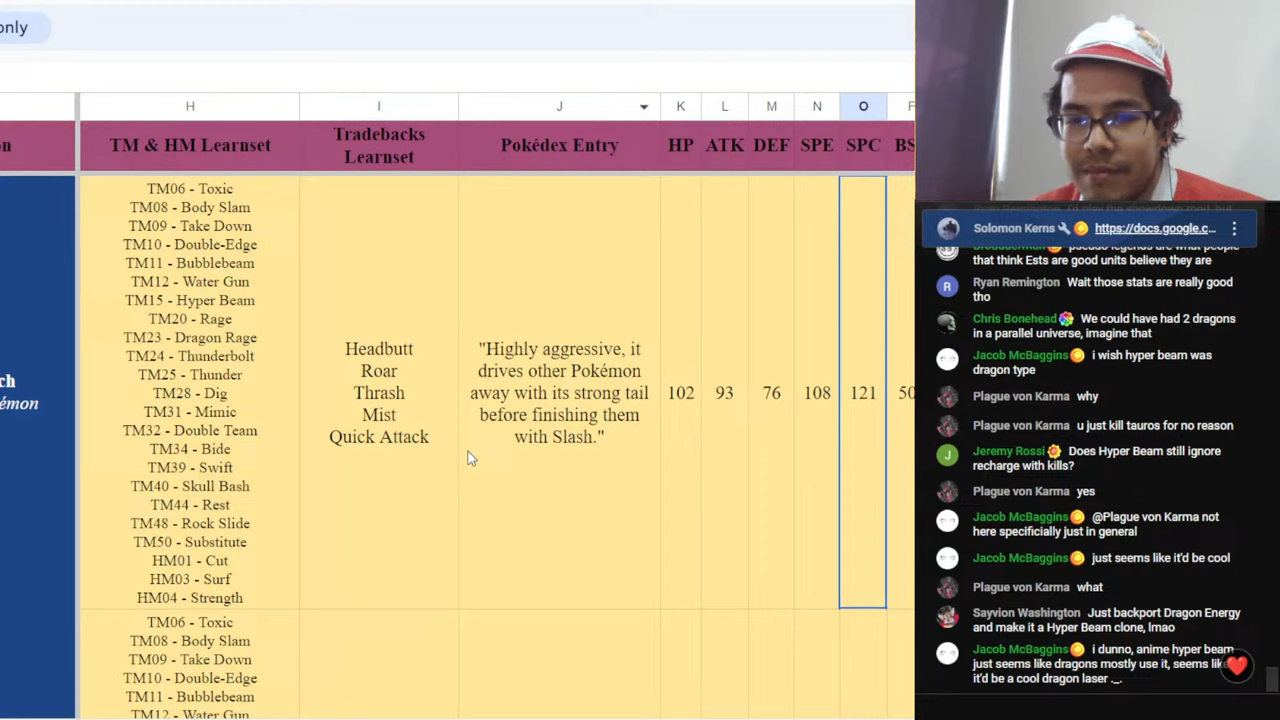 only
H
I
J
K
L
M
N
O
TM & HM Learnset
Tradebacks
Learnset
Pokédex Entry
HP
ATK
DEF
SPE
SPC
TM06 - Toxic
TM08 - Body Slam
TM09 - Take Down
TM10 - Double-Edge
TM11 - Bubblebeam
TM12 - Water Gun
TM15 - Hyper Beam
TM20 - Rage
TM23 - Dragon Rage
TM24 - Thunderbolt
TM25 - Thunder
TM28 - Dig
TM31 - Mimic
TM32 - Double Team
TM34 - Bide
TM39 - Swift
TM40 - Skull Bash
TM44 - Rest
TM48 - Rock Slide
TM50 - Substitute
HM01 - Cut
HM03 - Surf
HM04 - Strength
Headbutt
Roar
Thrash
Mist
Quick Attack
"Highly aggressive, it
drives other Pokémon
away with its strong tail
before finishing them
with Slash."
102
93
76
108
121
50
TM06 - Toxic
TM08 - Body Slam
TM09 - Take Down
TM10 - Double-Edge
TM11 - Bubblebeam
TM12 - Water Gun
Solomon Kerns https://docs.google.c...
pseudo legends are what people
that think Ests are good units believe they are
Ryan Remington Wait those stats are really good
tho
Chris Bonehead We could have had 2 dragons
in a parallel universe, imagine that
Jacob McBaggins i wish hyper beam was
dragon type
Plague von Karma why
Plague von Karma u just kill tauros for no reason
Jeremy Rossi Does Hyper Beam still ignore
recharge with kills?
Plague von Karma yes
Jacob McBaggins @Plague von Karma not
here specificially just in general
Jacob McBaggins just seems like it'd be cool
Plague von Karma what
Sayvion Washington Just backport Dragon Energy
and make it a Hyper Beam clone, lmao
Jacob McBaggins i dunno, anime hyper beam
just seems like dragons mostly use it, seems like
it'd be a cool dragon laser ._.